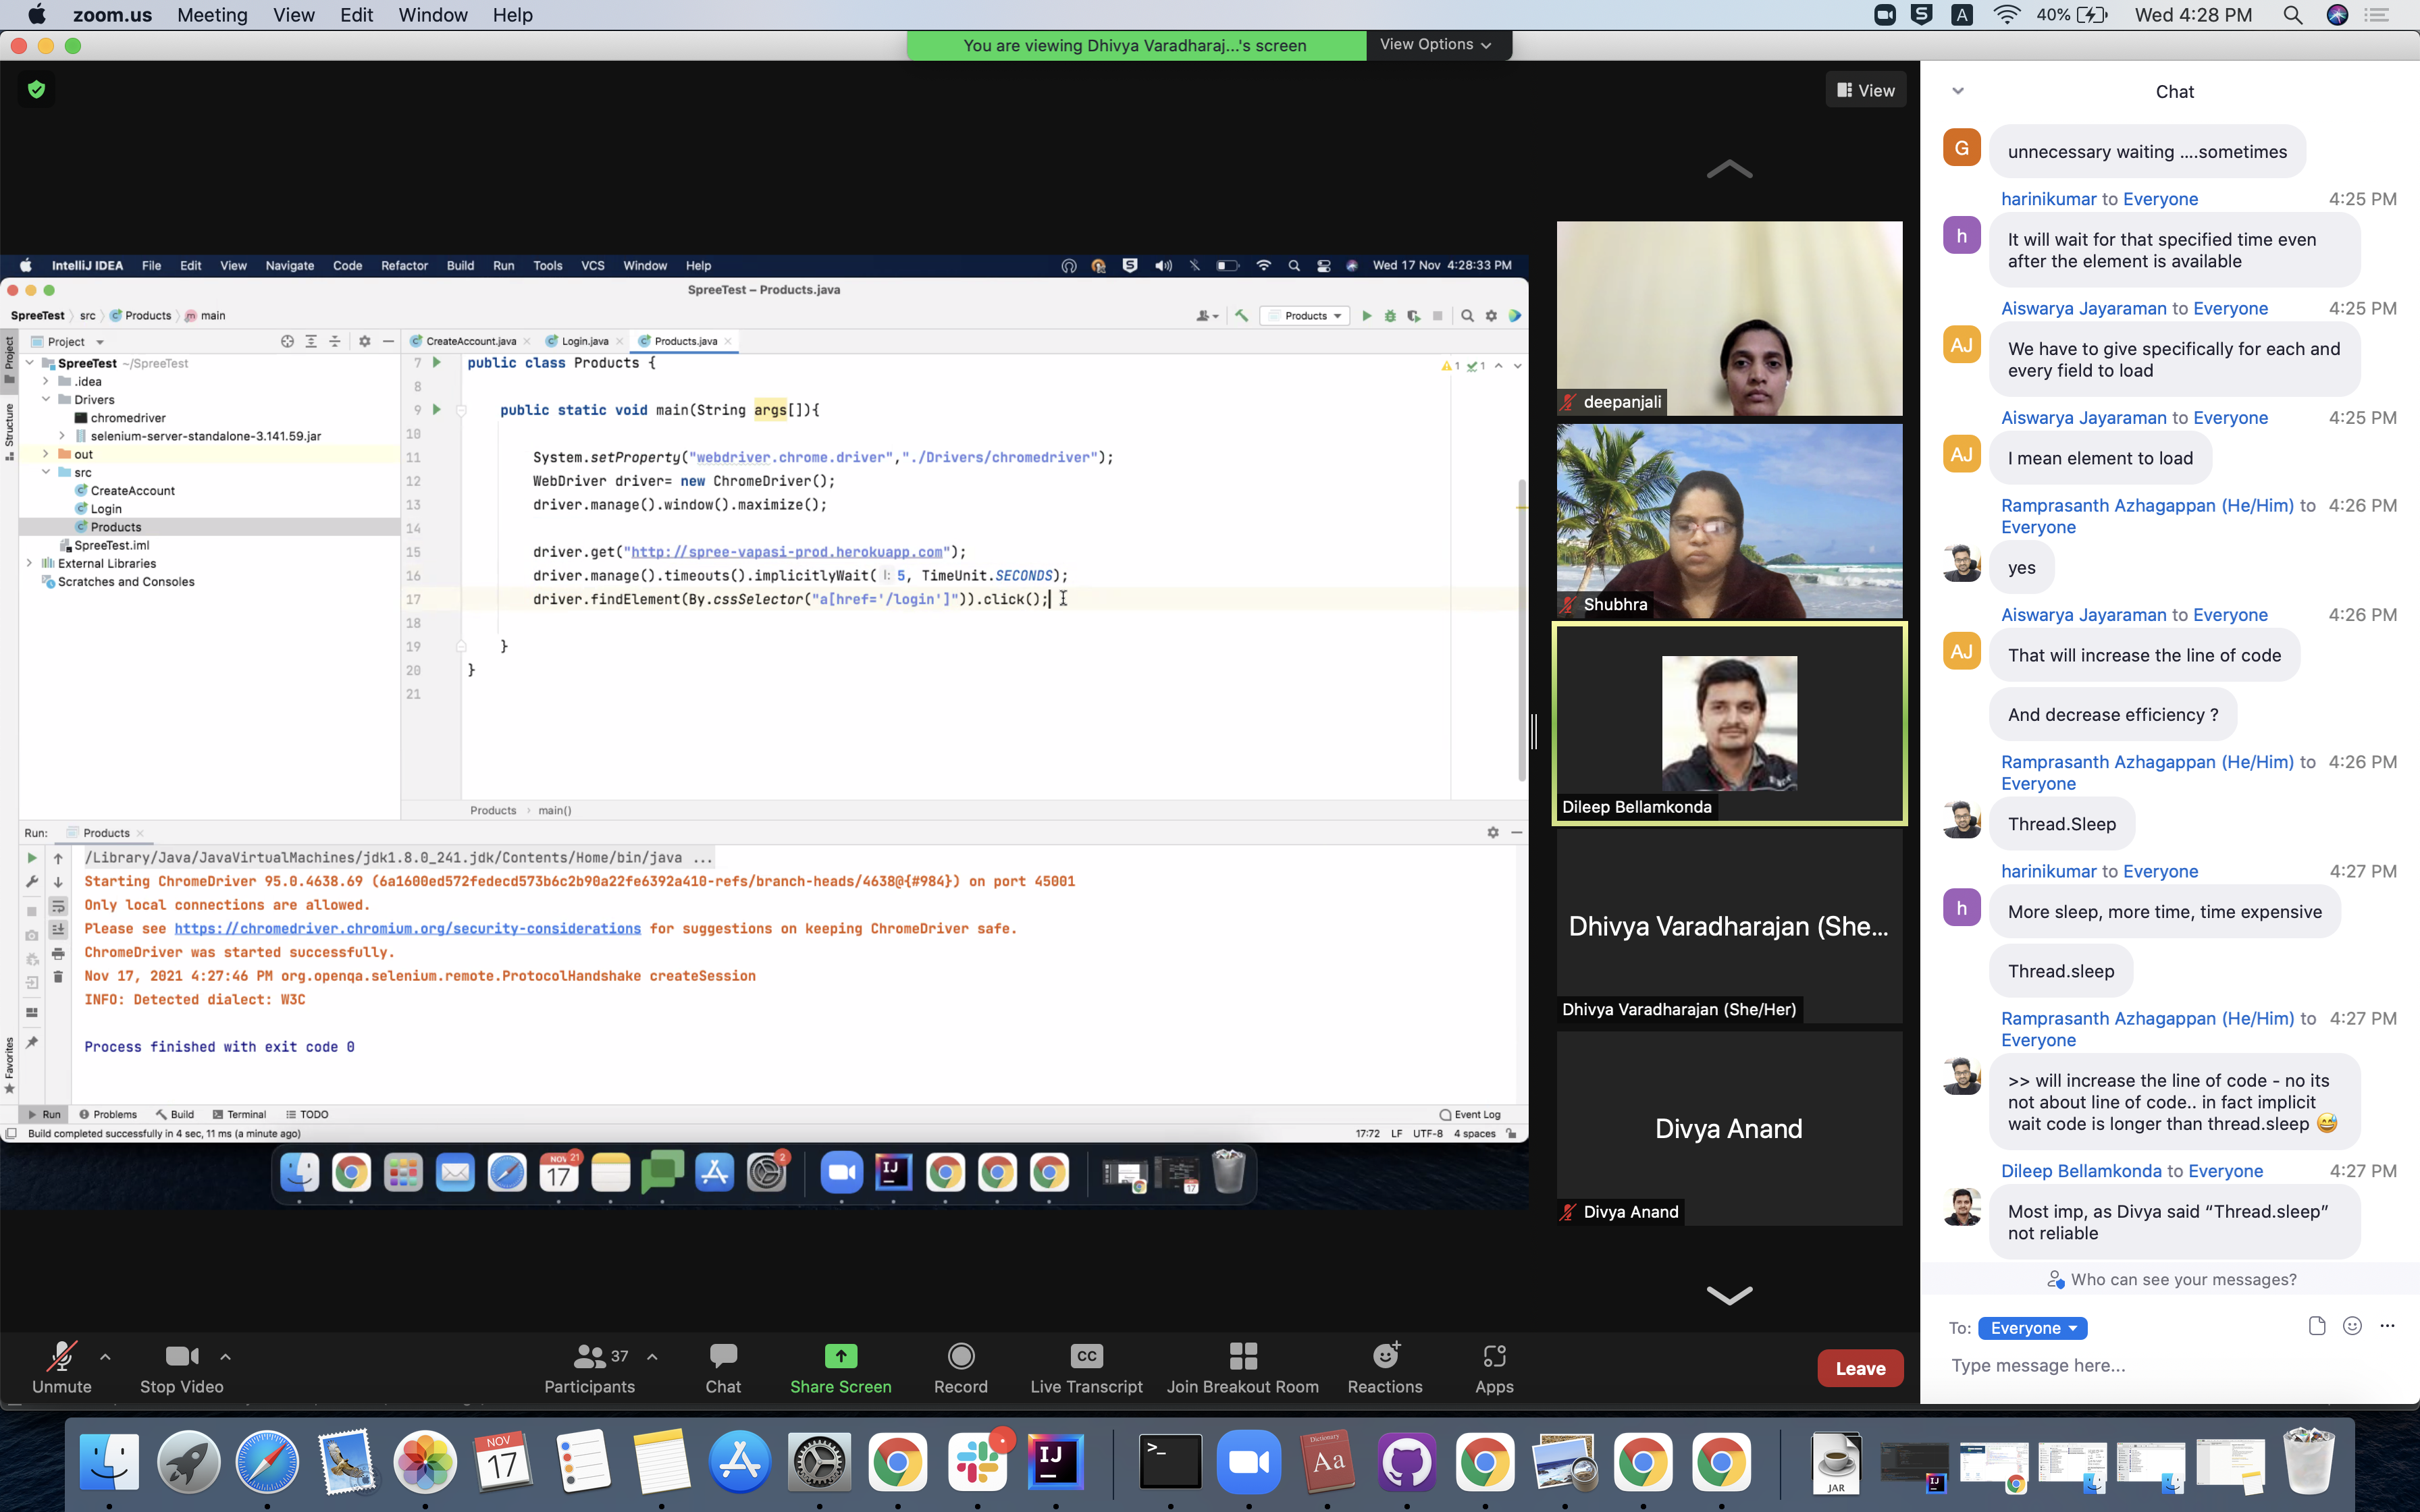 zoom.us Meeting View Edit Window Help
40% Wed 4:28 PM
You are viewing Dhivya Varadharaj...'s screen View Options
View
IntelliJ IDEA File Edit View Navigate Code Refactor Build Run Tools VCS Window Help
Wed 17 Nov 4:28:33 PM
SpreeTest – Products.java
SpreeTest src Products main
Products
Project
CreateAccount.java Login.java Products.java
Project
Structure
Favorites
SpreeTest ~/SpreeTest
.idea
Drivers
chromedriver
selenium-server-standalone-3.141.59.jar
out
src
CreateAccount
Login
Products
SpreeTest.iml
External Libraries
Scratches and Consoles
1 1
7 public class Products {
8
9 public static void main(String args[]){
10
11 System.setProperty("webdriver.chrome.driver","./Drivers/chromedriver");
12 WebDriver driver= new ChromeDriver();
13 driver.manage().window().maximize();
14
15 driver.get("http://spree-vapasi-prod.herokuapp.com");
16 driver.manage().timeouts().implicitlyWait( l: 5, TimeUnit.SECONDS);
17 driver.findElement(By.cssSelector("a[href='/login']")).click();
18
19 }
20 }
21
Products main()
Run: Products
/Library/Java/JavaVirtualMachines/jdk1.8.0_241.jdk/Contents/Home/bin/java ...
Starting ChromeDriver 95.0.4638.69 (6a1600ed572fedecd573b6c2b90a22fe6392a410-refs/branch-heads/4638@{#984}) on port 45001
Only local connections are allowed.
Please see https://chromedriver.chromium.org/security-considerations for suggestions on keeping ChromeDriver safe.
ChromeDriver was started successfully.
Nov 17, 2021 4:27:46 PM org.openqa.selenium.remote.ProtocolHandshake createSession
INFO: Detected dialect: W3C
Process finished with exit code 0
Run Problems Build Terminal TODO Event Log
Build completed successfully in 4 sec, 11 ms (a minute ago) 17:72 LF UTF-8 4 spaces
NOV 21
17
IJ
2
deepanjali
Shubhra
Dileep Bellamkonda
Dhivya Varadharajan (She...
Dhivya Varadharajan (She/Her)
Divya Anand
Divya Anand
Chat
G
unnecessary waiting ....sometimes
harinikumar to Everyone 4:25 PM
h
It will wait for that specified time even
after the element is available
Aiswarya Jayaraman to Everyone 4:25 PM
AJ
We have to give specifically for each and
every field to load
Aiswarya Jayaraman to Everyone 4:25 PM
AJ
I mean element to load
Ramprasanth Azhagappan (He/Him) to 4:26 PM
Everyone
yes
Aiswarya Jayaraman to Everyone 4:26 PM
AJ
That will increase the line of code
And decrease efficiency ?
Ramprasanth Azhagappan (He/Him) to 4:26 PM
Everyone
Thread.Sleep
harinikumar to Everyone 4:27 PM
h
More sleep, more time, time expensive
Thread.sleep
Ramprasanth Azhagappan (He/Him) to 4:27 PM
Everyone
>> will increase the line of code - no its
not about line of code.. in fact implicit
wait code is longer than thread.sleep 😅
Dileep Bellamkonda to Everyone 4:27 PM
Most imp, as Divya said “Thread.sleep”
not reliable
Who can see your messages?
To: Everyone
Type message here...
Unmute Stop Video Participants 37 Chat Share Screen Record CC Live Transcript Join Breakout Room Reactions Apps Leave
NOV
17
IJ
>_
Dictionary
Aa
JAR